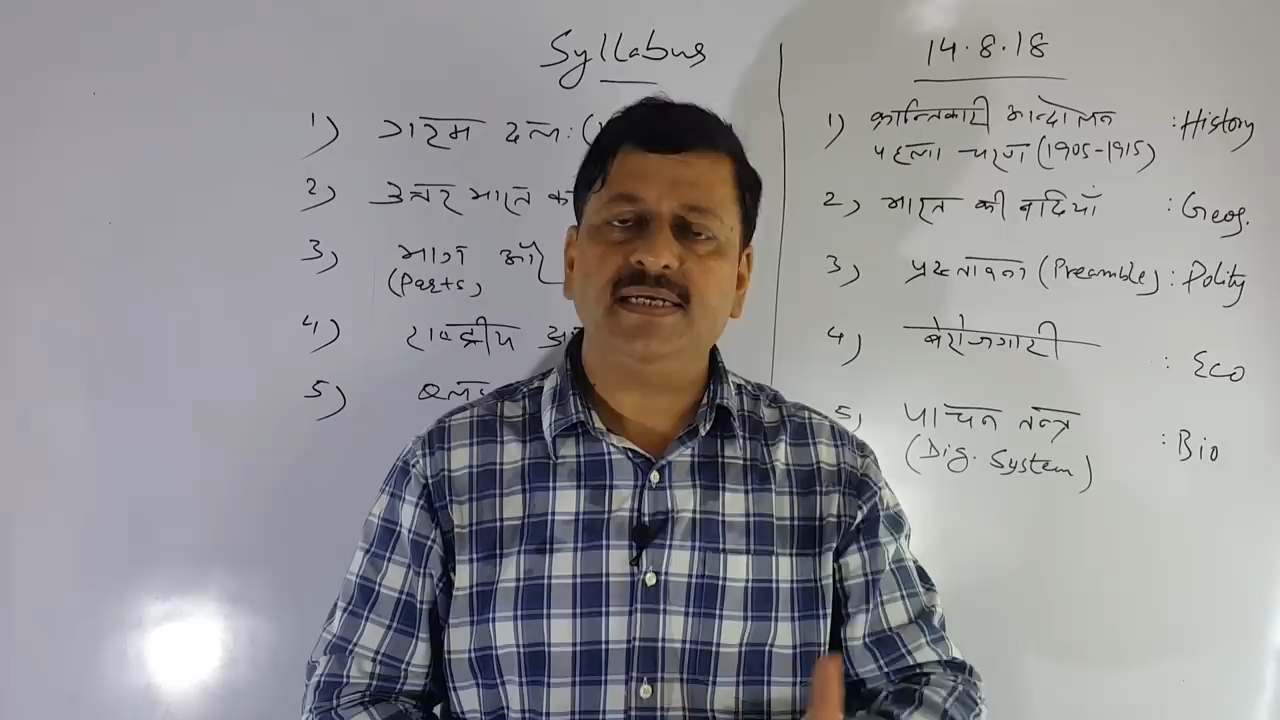 Syllabus
1) गरम दल : (
2) उत्तर भारत क
3) भाग और
(Parts)
4) राष्ट्रीय
5)
14.8.18
1) क्रान्तिकारी आन्दोलन : History
पहला चरण (1905-1915)
2) भारत की नदियाँ : Geog.
3) प्रस्तावना (Preamble) : Polity
4) बेरोजगारी : Eco
5) पाचन तन्त्र : Bio
(Dig. System)